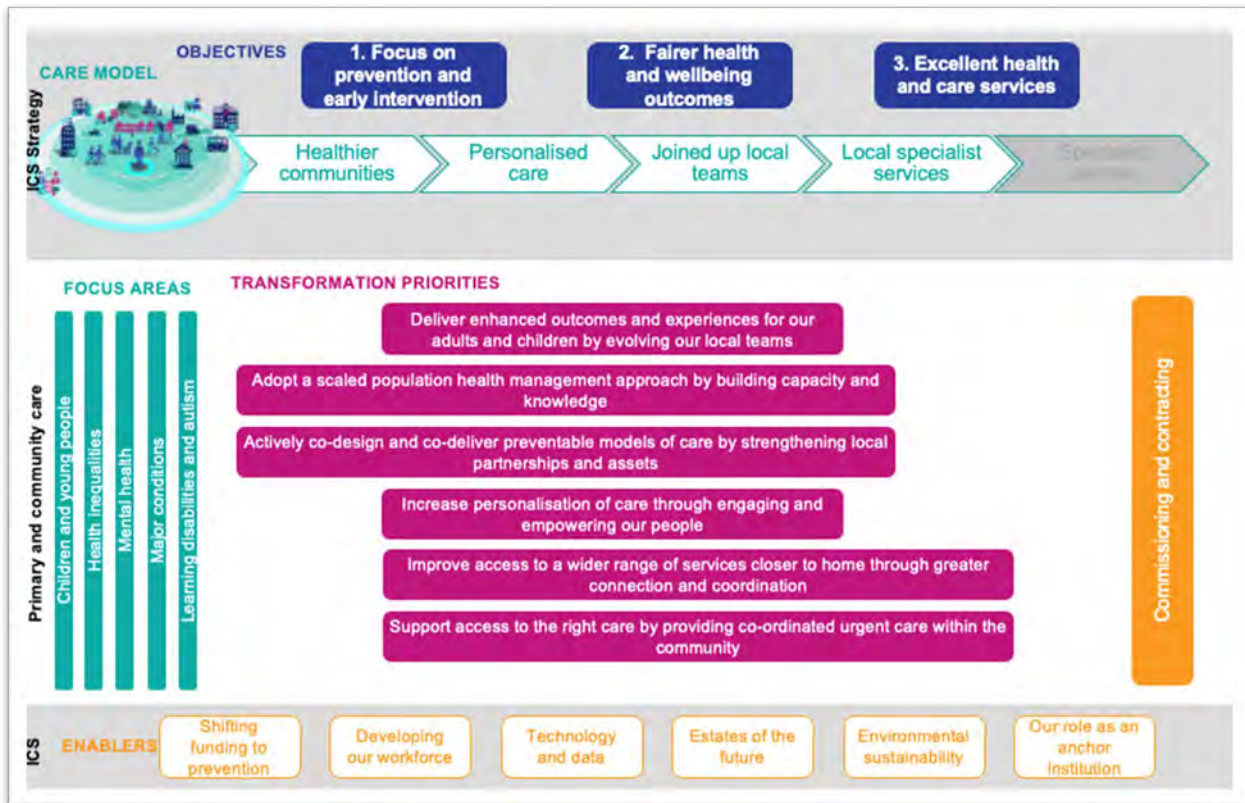 OBJECTIVES
CARE MODEL
ICS Strategy
1. Focus on
prevention and
early intervention
2. Fairer health
and wellbeing
outcomes
3. Excellent health
and care services
Healthier
communities
Personalised
care
Joined up local
teams
Local specialist
services
FOCUS AREAS
TRANSFORMATION PRIORITIES
Primary and community care
Children and young people
Health inequalities
Mental health
Major conditions
Learning disabilities and autism
Deliver enhanced outcomes and experiences for our
adults and children by evolving our local teams
Adopt a scaled population health management approach by building capacity and
knowledge
Actively co-design and co-deliver preventable models of care by strengthening local
partnerships and assets
Increase personalisation of care through engaging and
empowering our people
Improve access to a wider range of services closer to home through greater
connection and coordination
Support access to the right care by providing co-ordinated urgent care within the
community
Commissioning and contracting
ICS
ENABLERS
Shifting
funding to
prevention
Developing
our workforce
Technology
and data
Estates of the
future
Environmental
sustainability
Our role as an
anchor
institution